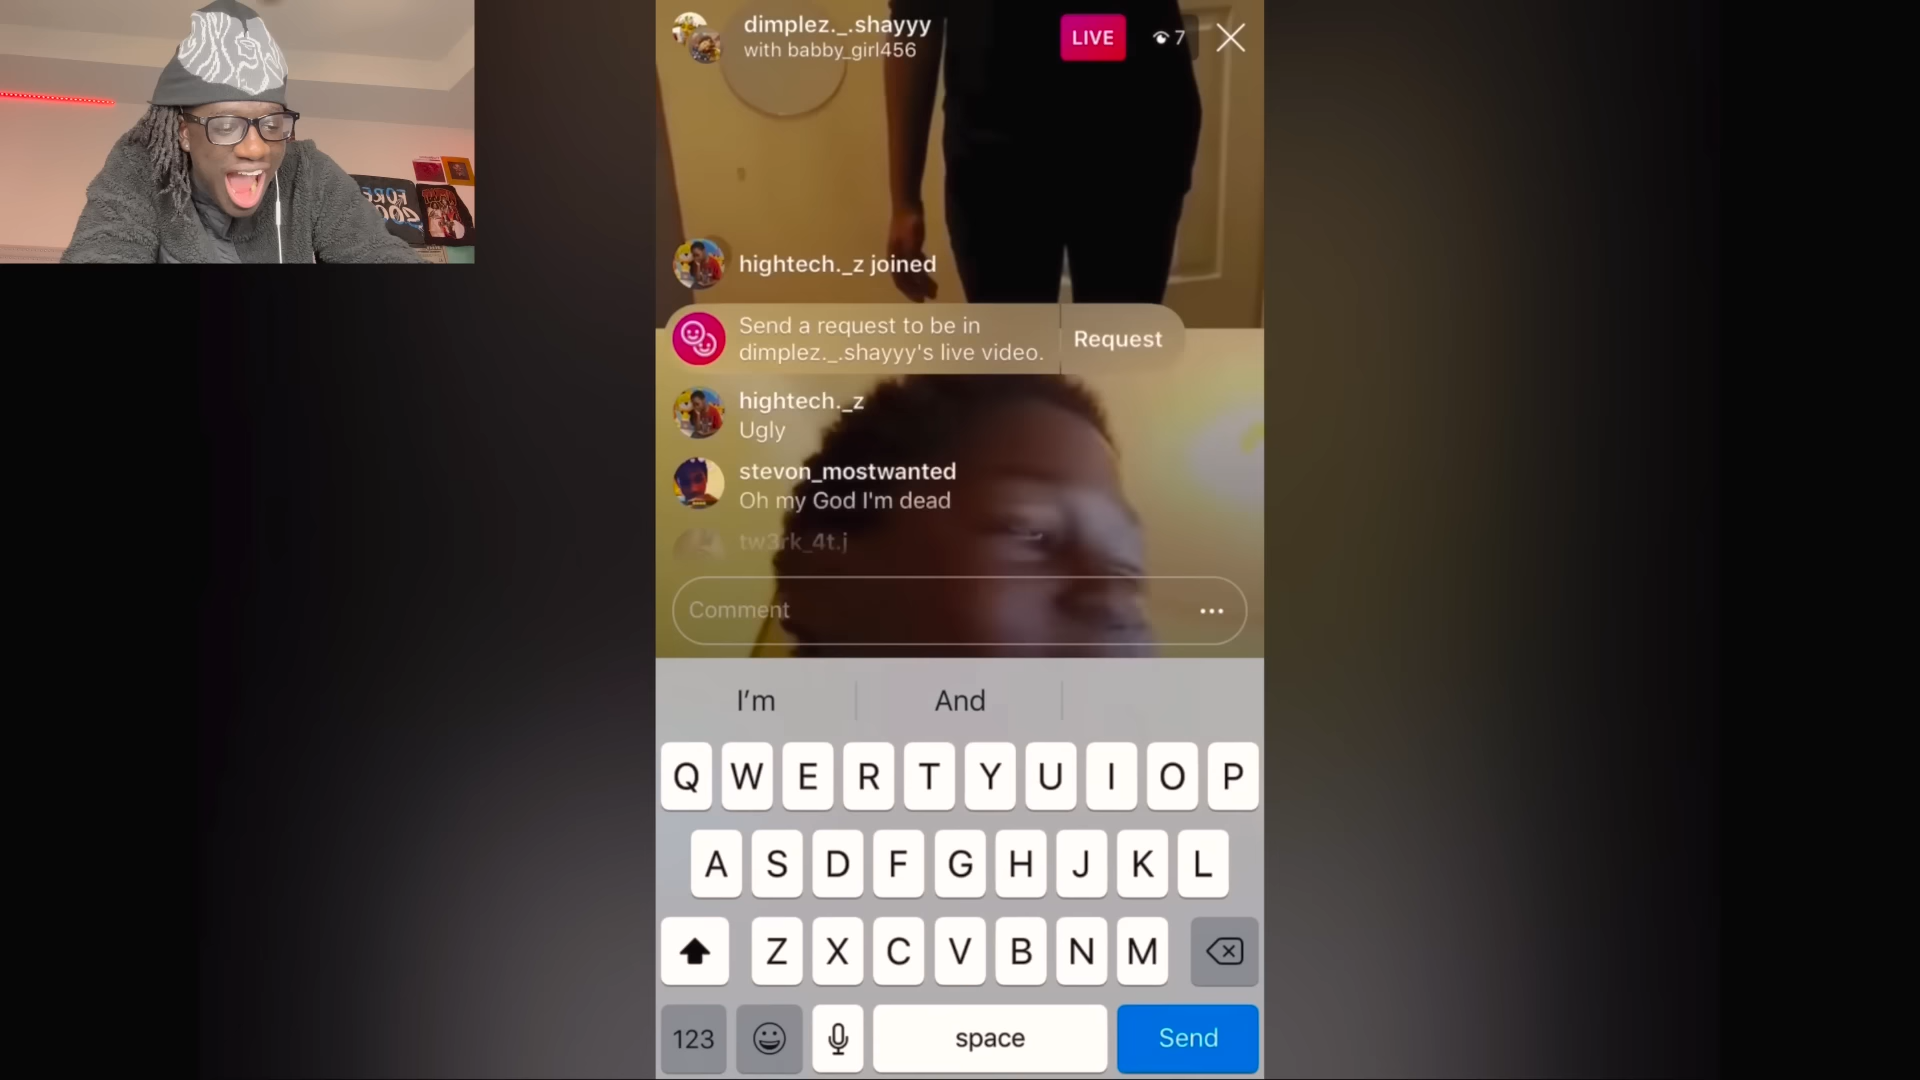 dimplez._.shayyy
with babby_girl456
LIVE
7
hightech._z joined
Send a request to be in
dimplez._.shayyy's live video.
Request
hightech._z
Ugly
stevon_mostwanted
Oh my God I'm dead
tw3rk_4t.j
Comment
I'm
And
Q W E R T Y U I O P
A S D F G H J K L
Z X C V B N M
123
space
Send